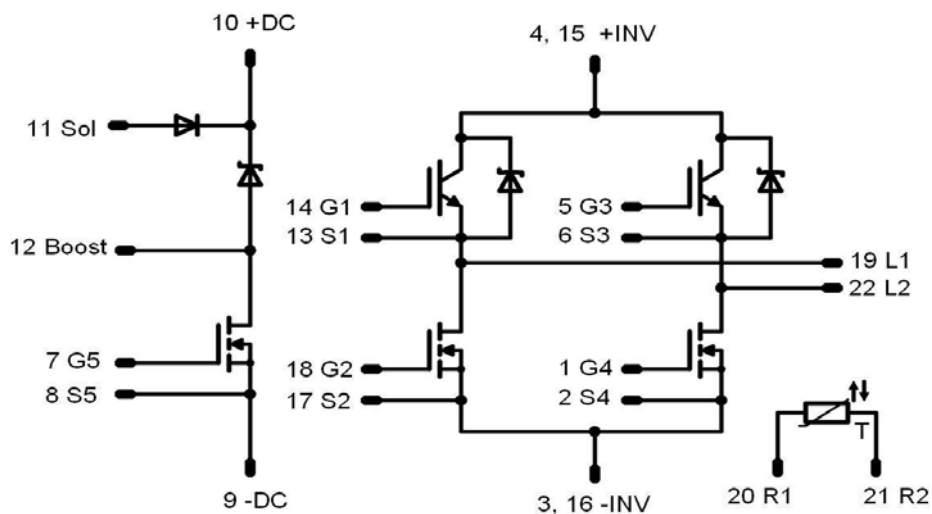 10 +DC
4, 15 +INV
11 Sol
14 G1
5 G3
13 S1
6 S3
12 Boost
19 L1
22 L2
7 G5
18 G2
1 G4
8 S5
17 S2
2 S4
T
9 -DC
3, 16 -INV
20 R1
21 R2